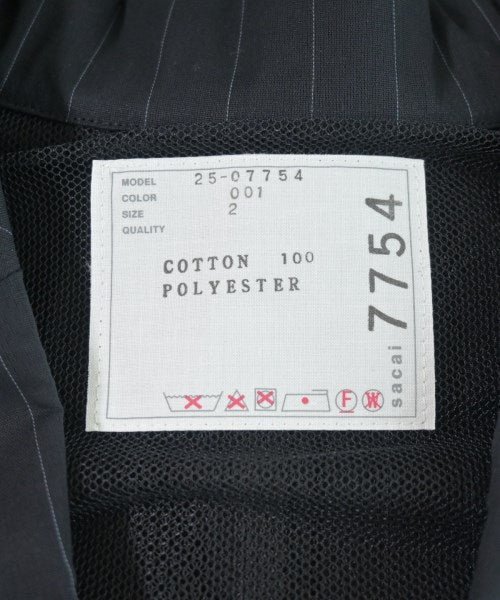 MODEL 25-07754
COLOR 001
SIZE 2
QUALITY
COTTON 100
POLYESTER
F
W
sacai 7754